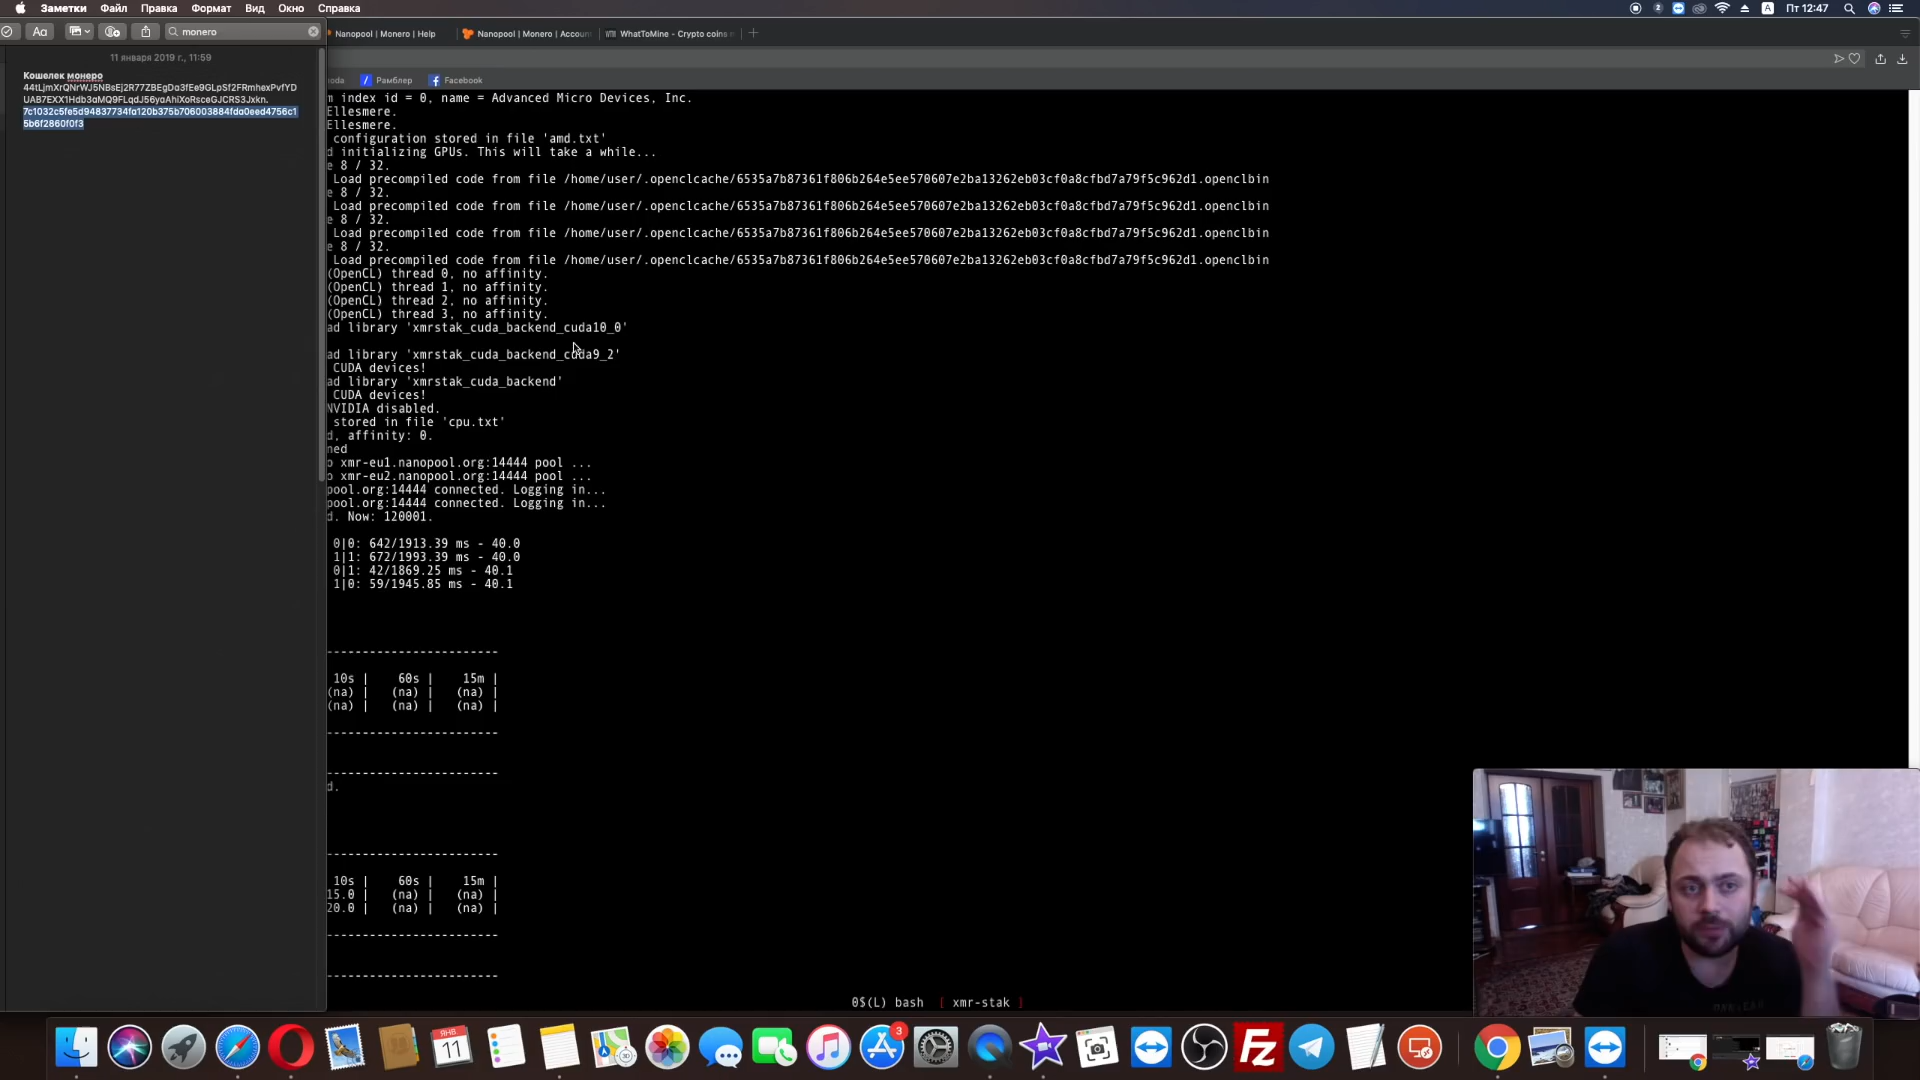 Заметки Файл Правка Формат Вид Окно Справка
Пт 12:47
monero
Nanopool | Monero | Help
Nanopool | Monero | Accoun
WhatToMine - Crypto coins
11 января 2019 г., 11:59
Рамблер
Facebook
Кошелек монеро
44tLjmXrQNrWJ5NBsEj2R77ZBEgDa3fEe9GLpSf2FRmhexPvfYD
UAB7EXX1Hdb3aMQ9FLqdJ56yaAhiXoRsceGJCRS3Jxkn.
7c1032c5fe5d94837734fa120b375b706003884fda0eed4756c1
5b6f2860f0f3
m index id = 0, name = Advanced Micro Devices, Inc.
Ellesmere.
Ellesmere.
configuration stored in file 'amd.txt'
d initializing GPUs. This will take a while...
e 8 / 32.
Load precompiled code from file /home/user/.openclcache/6535a7b87361f806b264e5ee570607e2ba13262eb03cf0a8cfbd7a79f5c962d1.openclbin
e 8 / 32.
Load precompiled code from file /home/user/.openclcache/6535a7b87361f806b264e5ee570607e2ba13262eb03cf0a8cfbd7a79f5c962d1.openclbin
e 8 / 32.
Load precompiled code from file /home/user/.openclcache/6535a7b87361f806b264e5ee570607e2ba13262eb03cf0a8cfbd7a79f5c962d1.openclbin
e 8 / 32.
Load precompiled code from file /home/user/.openclcache/6535a7b87361f806b264e5ee570607e2ba13262eb03cf0a8cfbd7a79f5c962d1.openclbin
(OpenCL) thread 0, no affinity.
(OpenCL) thread 1, no affinity.
(OpenCL) thread 2, no affinity.
(OpenCL) thread 3, no affinity.
ad library 'xmrstak_cuda_backend_cuda10_0'
ad library 'xmrstak_cuda_backend_cuda9_2'
CUDA devices!
ad library 'xmrstak_cuda_backend'
CUDA devices!
NVIDIA disabled.
stored in file 'cpu.txt'
d, affinity: 0.
ned
o xmr-eu1.nanopool.org:14444 pool ...
o xmr-eu2.nanopool.org:14444 pool ...
pool.org:14444 connected. Logging in...
pool.org:14444 connected. Logging in...
d. Now: 120001.
0|0: 642/1913.39 ms - 40.0
1|1: 672/1993.39 ms - 40.0
0|1: 42/1869.25 ms - 40.1
1|0: 59/1945.85 ms - 40.1
------------------------
10s | 60s | 15m |
(na) | (na) | (na) |
(na) | (na) | (na) |
------------------------
------------------------
d.
------------------------
10s | 60s | 15m |
15.0 | (na) | (na) |
20.0 | (na) | (na) |
------------------------
------------------------
0$(L) bash [ xmr-stak ]
ЯНВ
11
3